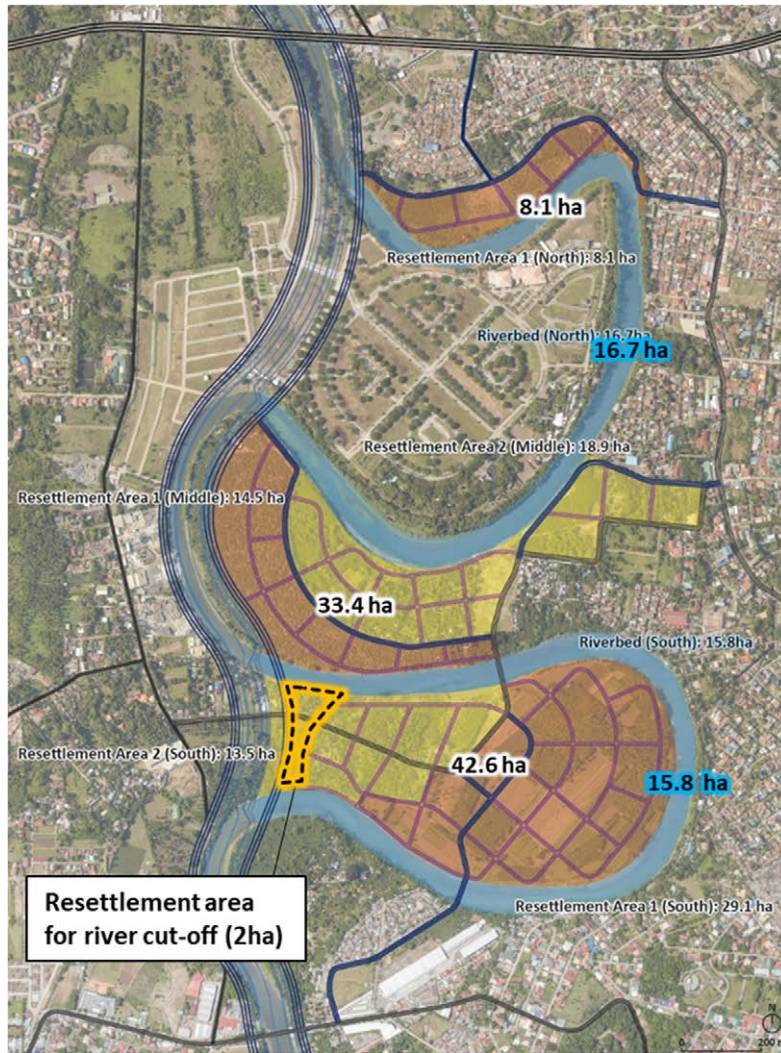 8.1 ha
Resettlement Area 1 (North): 8.1 ha
Riverbed (North): 16.7ha
16.7 ha
Resettlement Area 2 (Middle): 18.9 ha
Resettlement Area 1 (Middle): 14.5 ha
33.4 ha
Riverbed (South): 15.8ha
Resettlement Area 2 (South): 13.5 ha
42.6 ha
15.8 ha
Resettlement area
for river cut-off (2ha)
Resettlement Area 1 (South): 29.1 ha
N
0 200